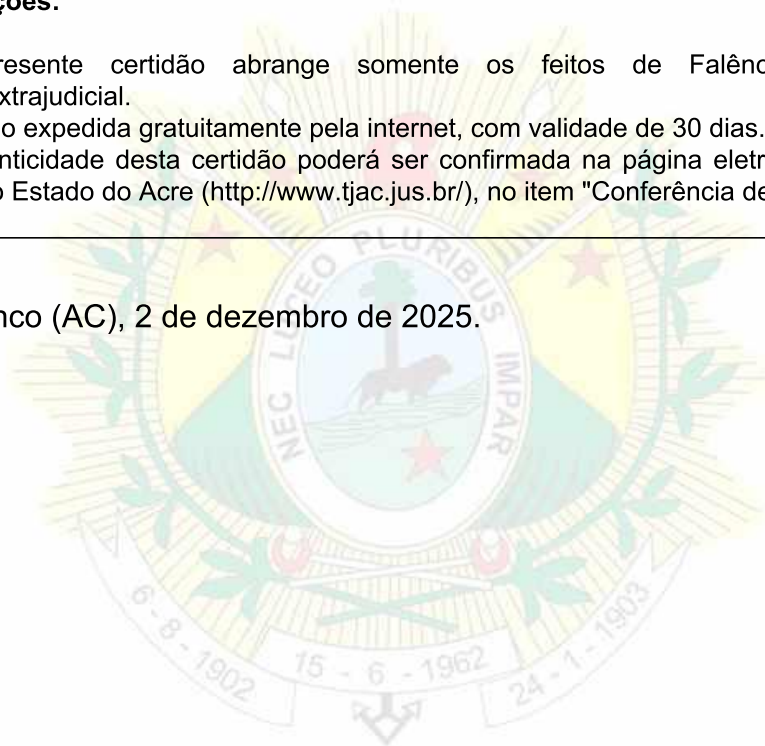 ções:
resente certidão abrange somente os feitos de Falênc
xtrajudicial.
o expedida gratuitamente pela internet, com validade de 30 dias.
nticidade desta certidão poderá ser confirmada na página eletr
o Estado do Acre (http://www.tjac.jus.br/), no item "Conferência de
nco (AC), 2 de dezembro de 2025.
NEC LUCEO PLURIBUS IMPAR
6 - 8 - 1902
15 - 6 - 1962
24 - 1 - 1903